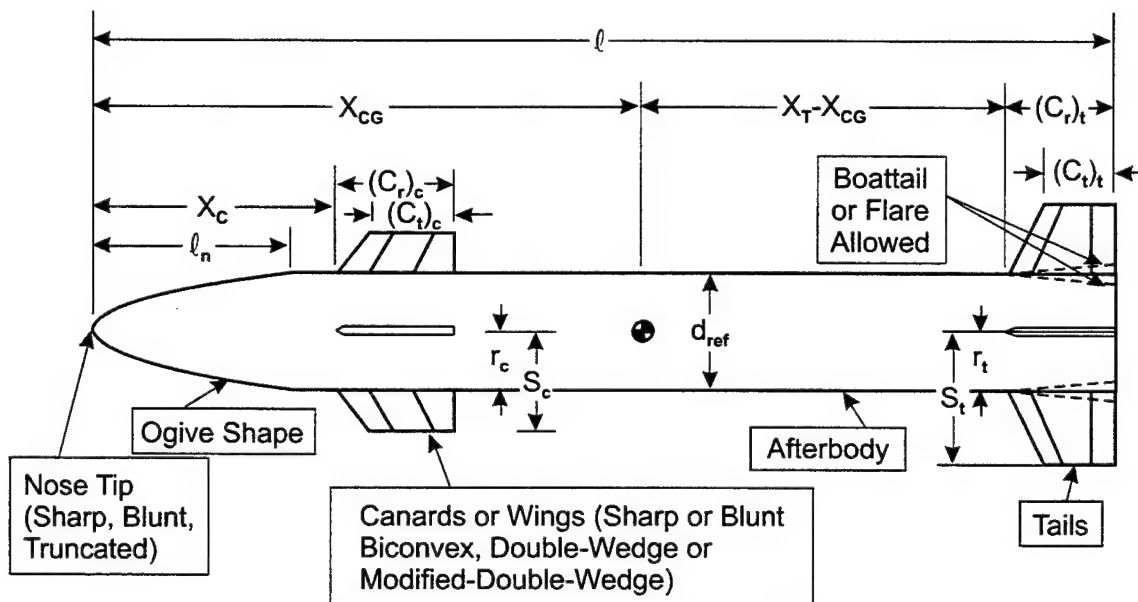 ℓ
X_CG
X_T-X_CG
(C_r)_t
(C_t)_t
Boattail
or Flare
Allowed
(C_r)_c
X_C
(C_t)_c
ℓ_n
d_ref
r_c
S_c
r_t
S_t
Ogive Shape
Afterbody
Nose Tip
(Sharp, Blunt,
Truncated)
Canards or Wings (Sharp or Blunt
Biconvex, Double-Wedge or
Modified-Double-Wedge)
Tails